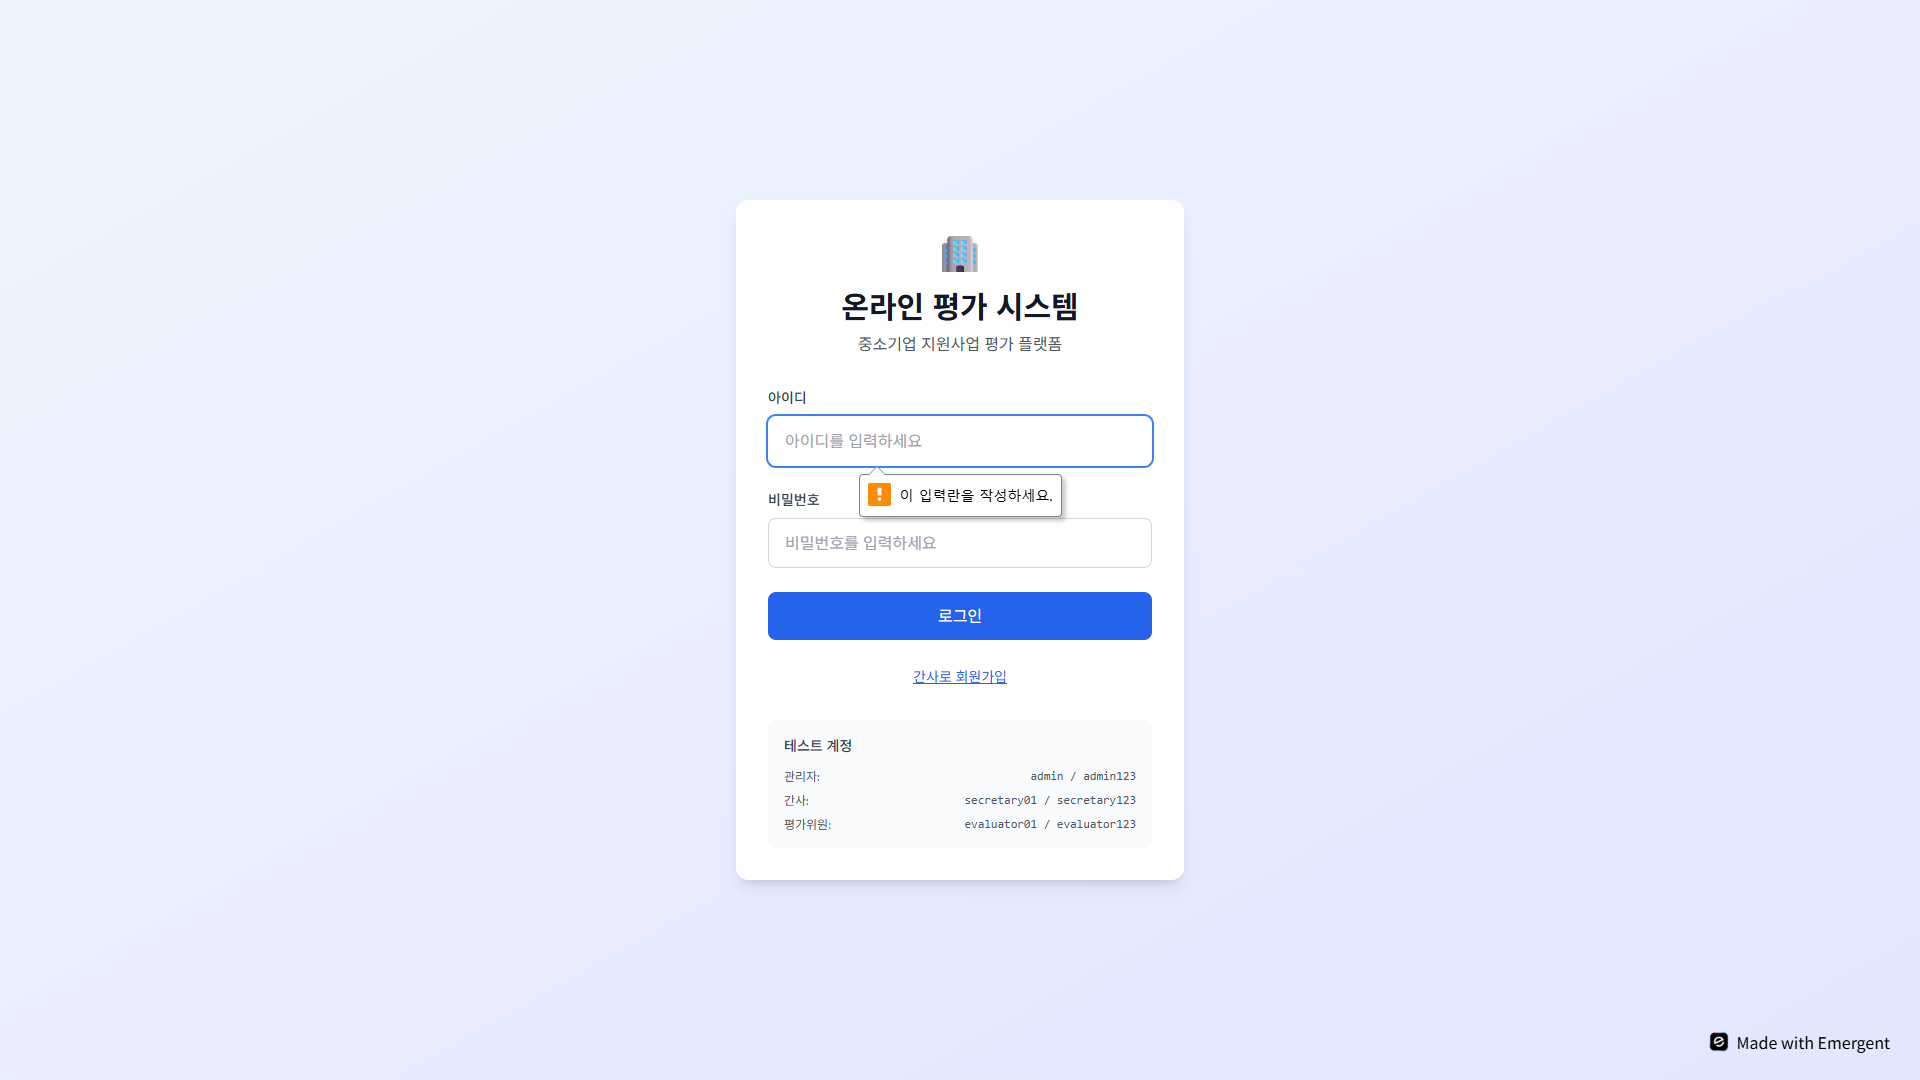 온라인 평가 시스템
중소기업 지원사업 평가 플랫폼
아이디
아이디를 입력하세요
이 입력란을 작성하세요.
비밀번호
비밀번호를 입력하세요
로그인
간사로 회원가입
테스트 계정
관리자: admin / admin123
간사: secretary01 / secretary123
평가위원: evaluator01 / evaluator123
Made with Emergent